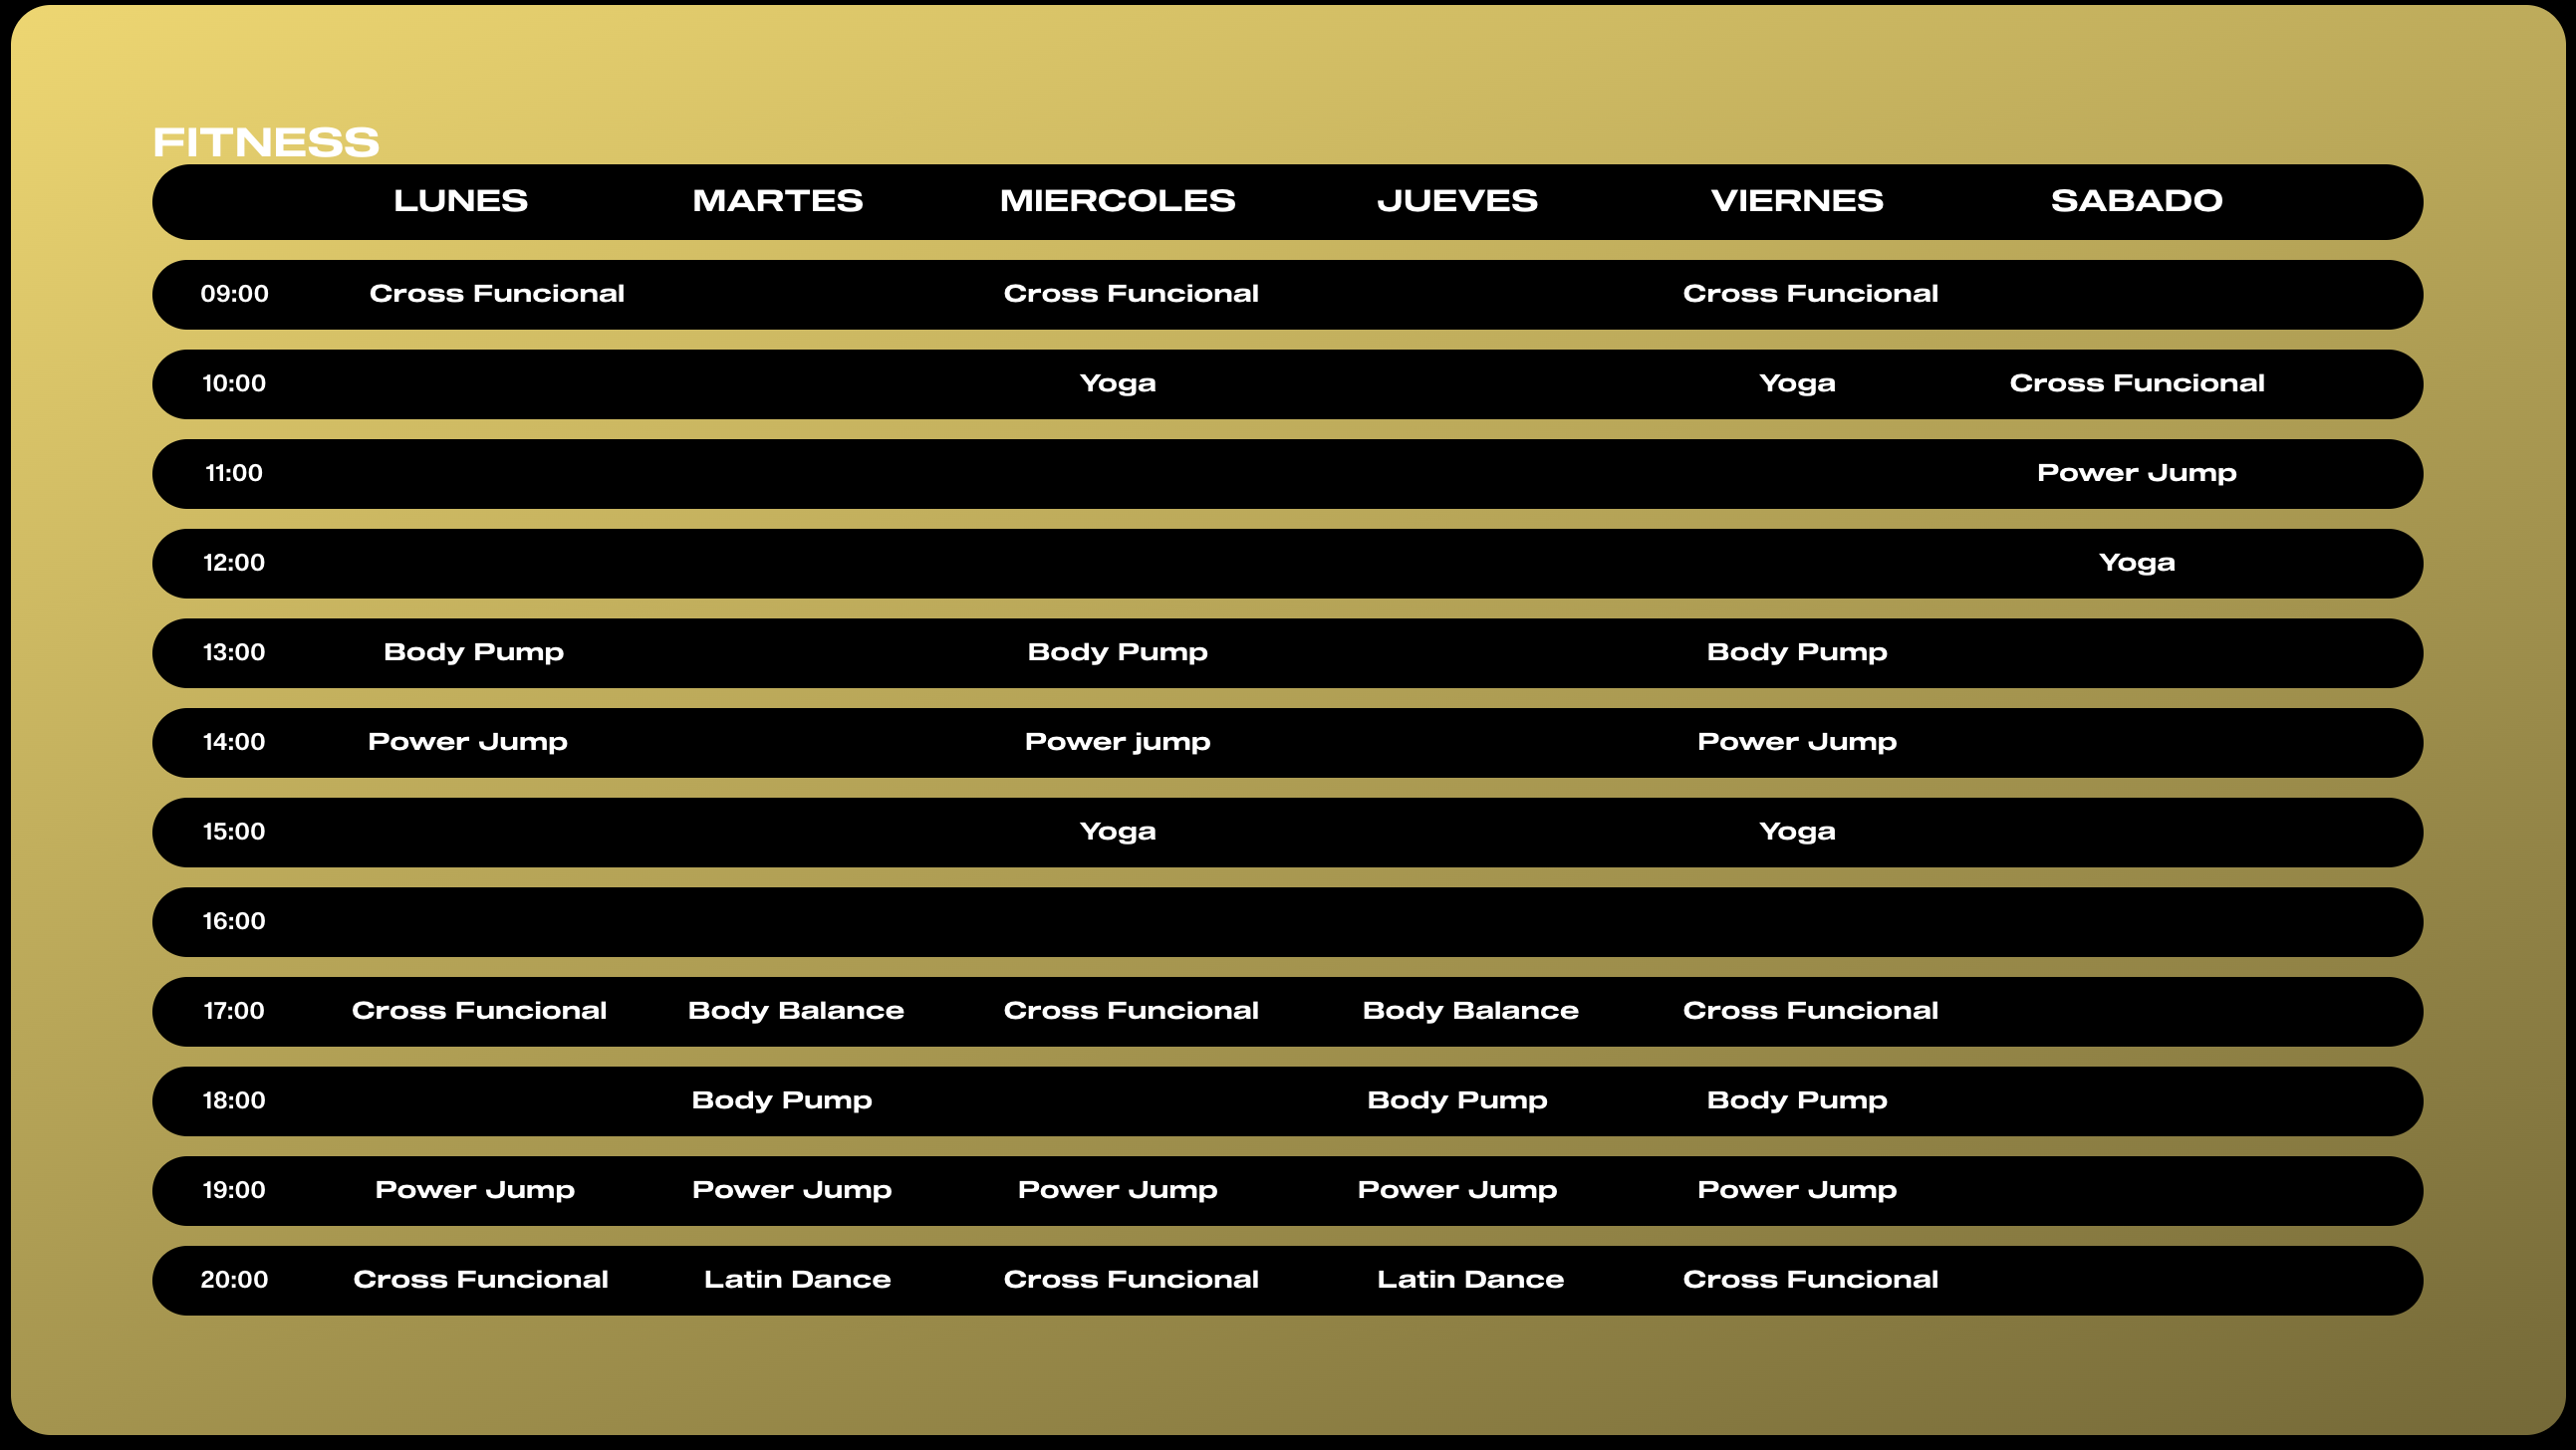 FITNESS
LUNES MARTES MIERCOLES JUEVES VIERNES SABADO
09:00 Cross Funcional Cross Funcional Cross Funcional
10:00 Yoga Yoga Cross Funcional
11:00 Power Jump
12:00 Yoga
13:00 Body Pump Body Pump Body Pump
14:00 Power Jump Power jump Power Jump
15:00 Yoga Yoga
16:00
17:00 Cross Funcional Body Balance Cross Funcional Body Balance Cross Funcional
18:00 Body Pump Body Pump Body Pump
19:00 Power Jump Power Jump Power Jump Power Jump Power Jump
20:00 Cross Funcional Latin Dance Cross Funcional Latin Dance Cross Funcional